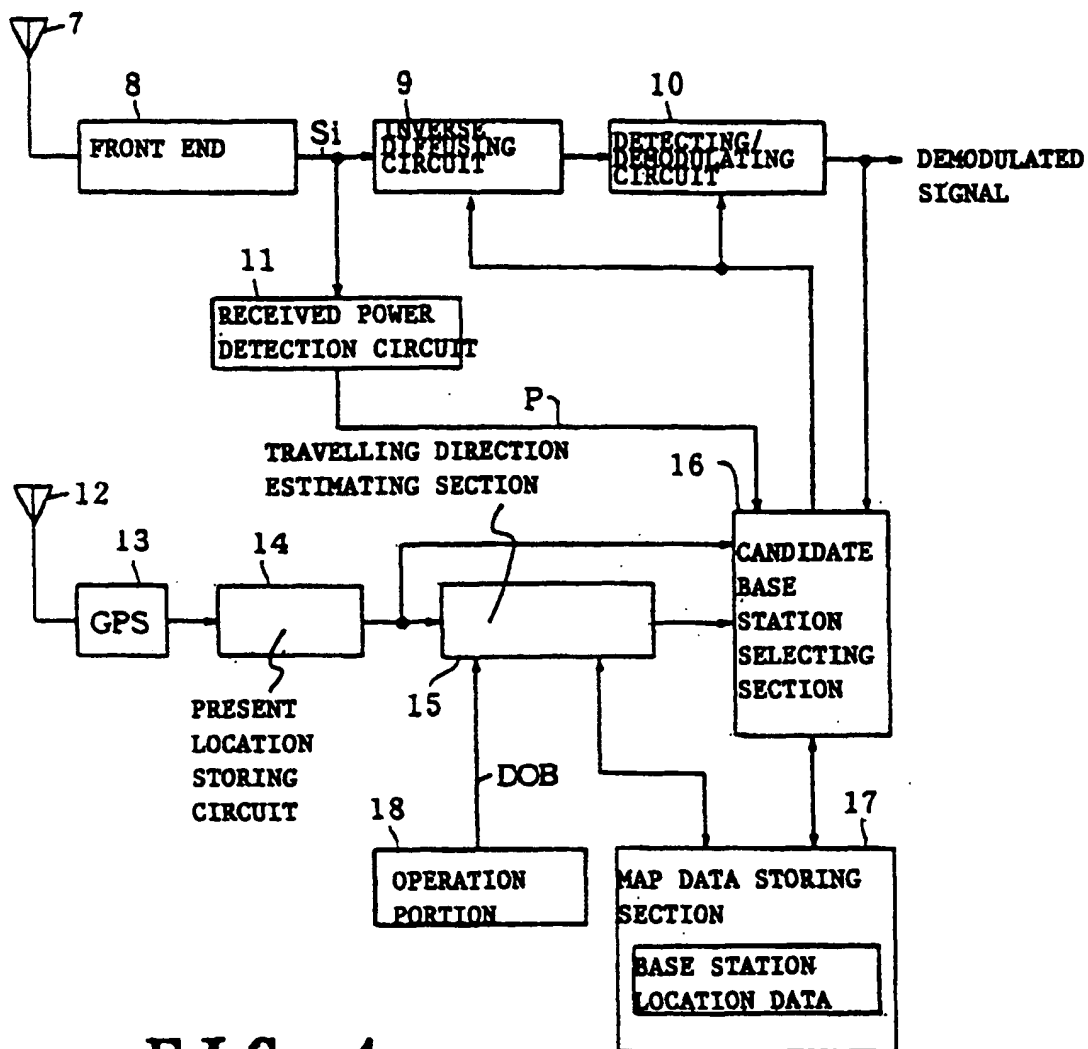 7
8
FRONT END
Si
9
INVERSE
DIFFUSING
CIRCUIT
10
DETECTING/
DEMODULATING
CIRCUIT
DEMODULATED
SIGNAL
11
RECEIVED POWER
DETECTION CIRCUIT
P
TRAVELLING DIRECTION
ESTIMATING SECTION
16
12
13
GPS
14
CANDIDATE
BASE
STATION
SELECTING
SECTION
15
PRESENT
LOCATION
STORING
CIRCUIT
DOB
18
OPERATION
PORTION
17
MAP DATA STORING
SECTION
BASE STATION
LOCATION DATA